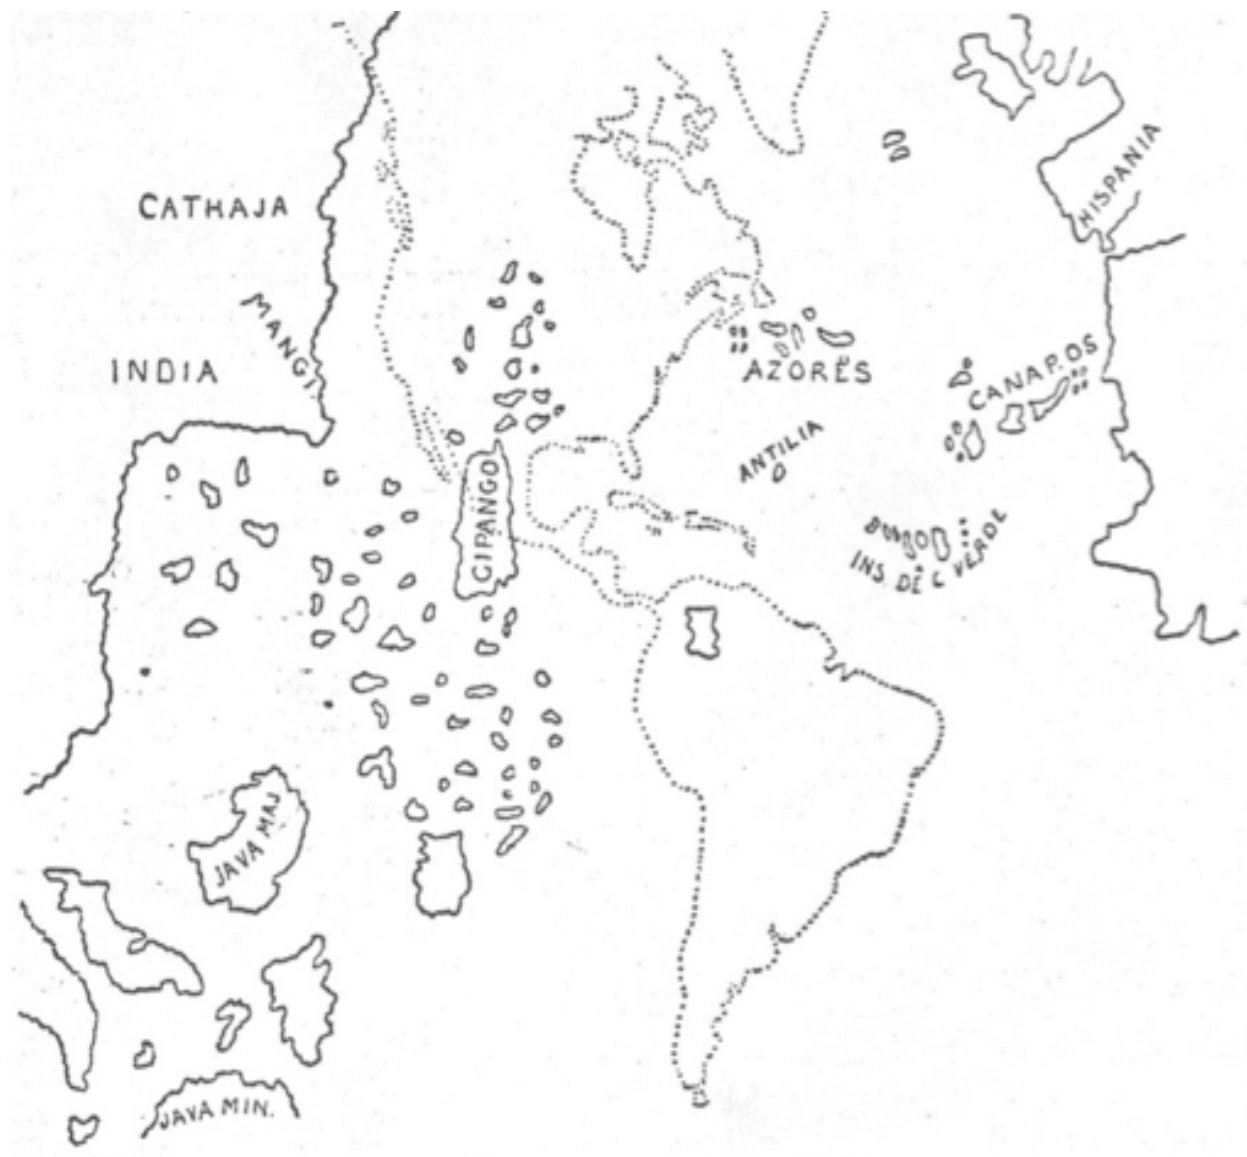 HISPANIA
CATHAJA
MANGI
INDIA
AZORES
CANAR.OS
ANTILIA
CIPANGO
INS. DE C VERDE
JAVA MAJ
JAVA MIN.